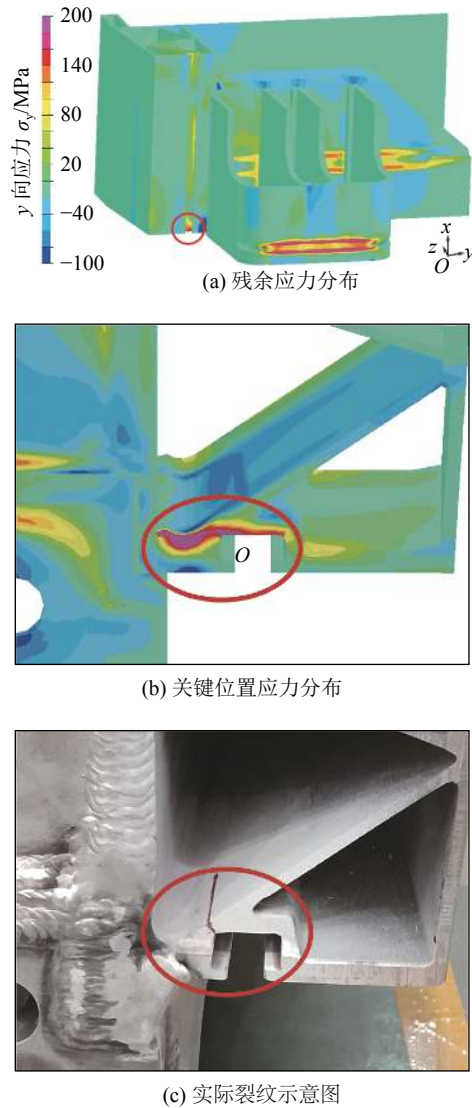 y 向应力 σy/MPa
200
140
80
20
−40
−100
x
z
O
y
(a) 残余应力分布
O
(b) 关键位置应力分布
(c) 实际裂纹示意图